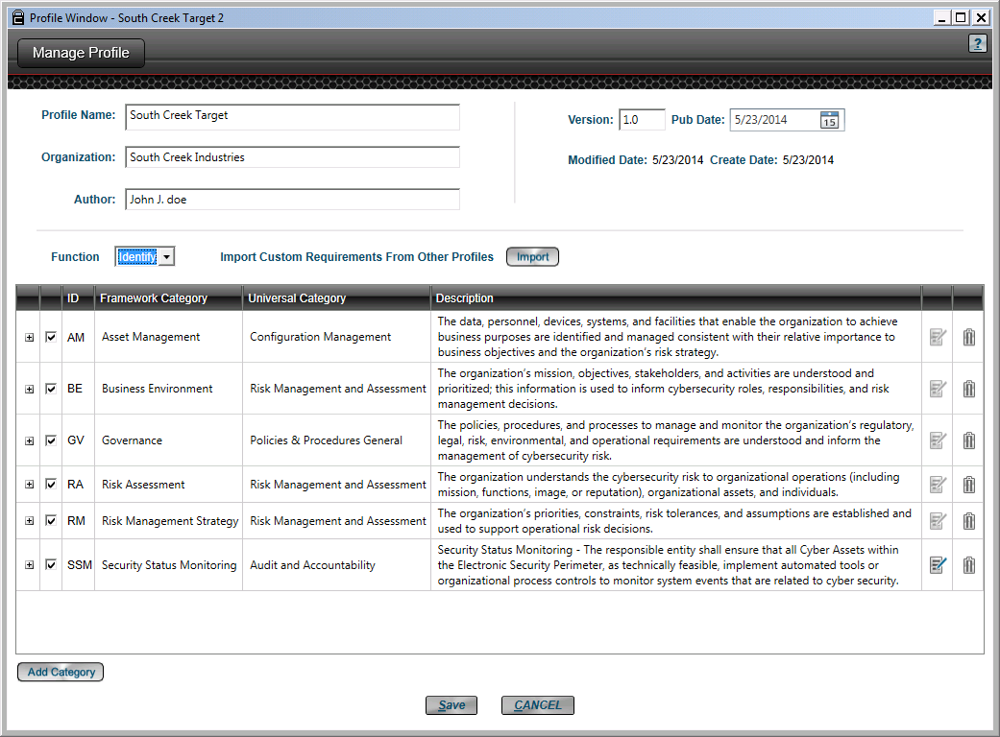 Profile Window - South Creek Target 2
Manage Profile
?
Profile Name: South Creek Target
Version: 1.0 Pub Date: 5/23/2014 15
Organization: South Creek Industries
Modified Date: 5/23/2014 Create Date: 5/23/2014
Author: John J. doe
Function Identify Import Custom Requirements From Other Profiles Import
ID Framework Category Universal Category Description
AM Asset Management Configuration Management
The data, personnel, devices, systems, and facilities that enable the organization to achieve
business purposes are identified and managed consistent with their relative importance to
business objectives and the organization's risk strategy.
BE Business Environment Risk Management and Assessment
The organization's mission, objectives, stakeholders, and activities are understood and
prioritized; this information is used to inform cybersecurity roles, responsibilities, and risk
management decisions.
GV Governance Policies & Procedures General
The policies, procedures, and processes to manage and monitor the organization's regulatory,
legal, risk, environmental, and operational requirements are understood and inform the
management of cybersecurity risk.
RA Risk Assessment Risk Management and Assessment
The organization understands the cybersecurity risk to organizational operations (including
mission, functions, image, or reputation), organizational assets, and individuals.
RM Risk Management Strategy Risk Management and Assessment
The organization's priorities, constraints, risk tolerances, and assumptions are established and
used to support operational risk decisions.
SSM Security Status Monitoring Audit and Accountability
Security Status Monitoring - The responsible entity shall ensure that all Cyber Assets within
the Electronic Security Perimeter, as technically feasible, implement automated tools or
organizational process controls to monitor system events that are related to cyber security.
Add Category
Save CANCEL